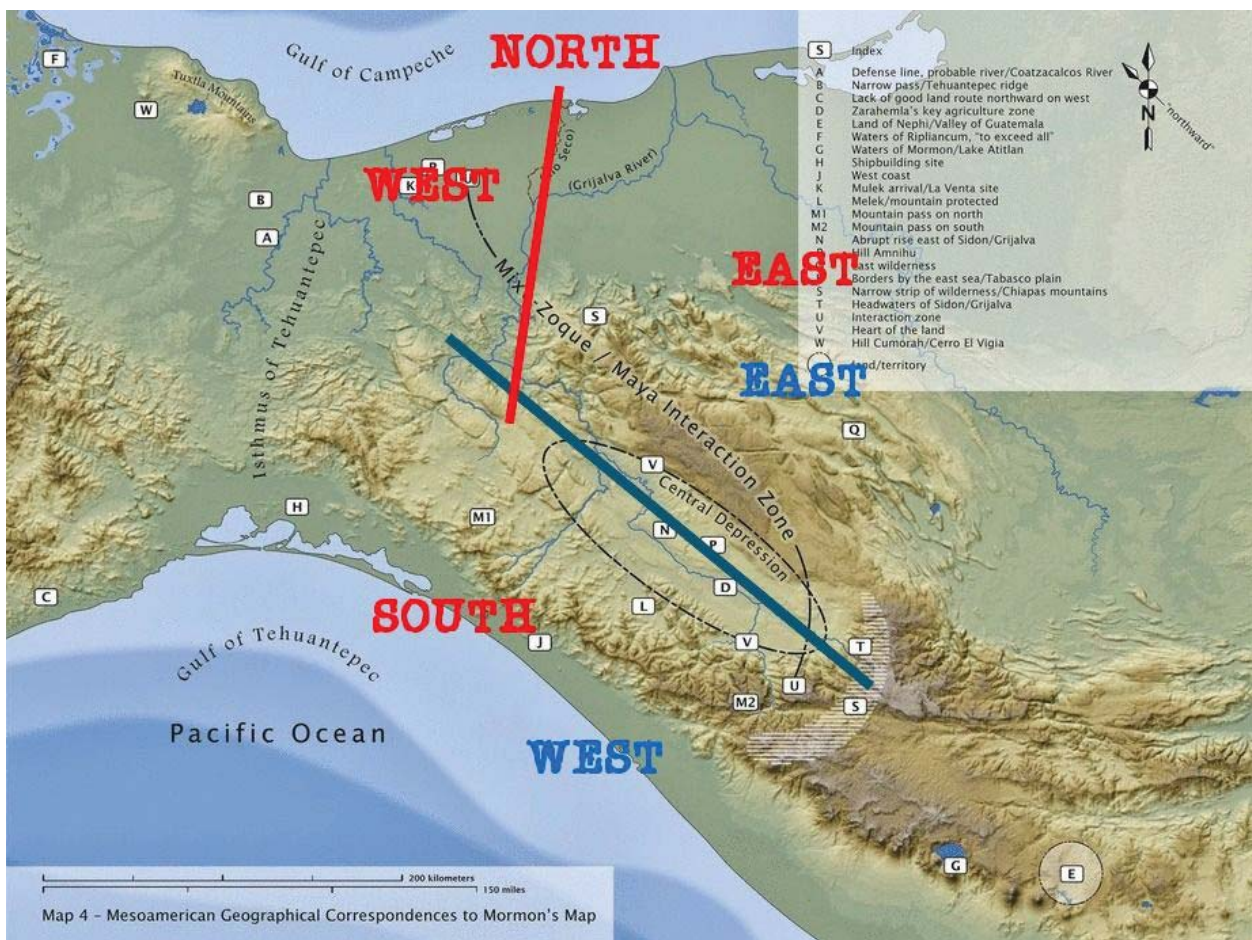 Gulf of Campeche
NORTH
Tuxtla Mountains
F
W
B
A
A
Isthmus of Tehuantepec
WEST
K
(Grijalva River)
Mixe-Zoque / Maya Interaction Zone
S
EAST
EAST
Q
V
Central Depression
N
P
D
H
M1
L
C
SOUTH
J
V
T
U
M2
S
Gulf of Tehuantepec
Pacific Ocean
WEST
G
E
S Index
A Defense line, probable river/Coatzacalcos River
B Narrow pass/Tehuantepec ridge
C Lack of good land route northward on west
D Zarahemla's key agriculture zone
E Land of Nephi/Valley of Guatemala
F Waters of Ripliancum, "to exceed all"
G Waters of Mormon/Lake Atitlan
H Shipbuilding site
J West coast
K Mulek arrival/La Venta site
L Melek/mountain protected
M1 Mountain pass on north
M2 Mountain pass on south
N Abrupt rise east of Sidon/Grijalva
Hill Amnihu
wilderness
Borders by the east sea/Tabasco plain
S Narrow strip of wilderness/Chiapas mountains
T Headwaters of Sidon/Grijalva
U Interaction zone
V Heart of the land
W Hill Cumorah/Cerro El Vigia
land/territory
N
"northward"
200 kilometers
150 miles
Map 4 – Mesoamerican Geographical Correspondences to Mormon's Map